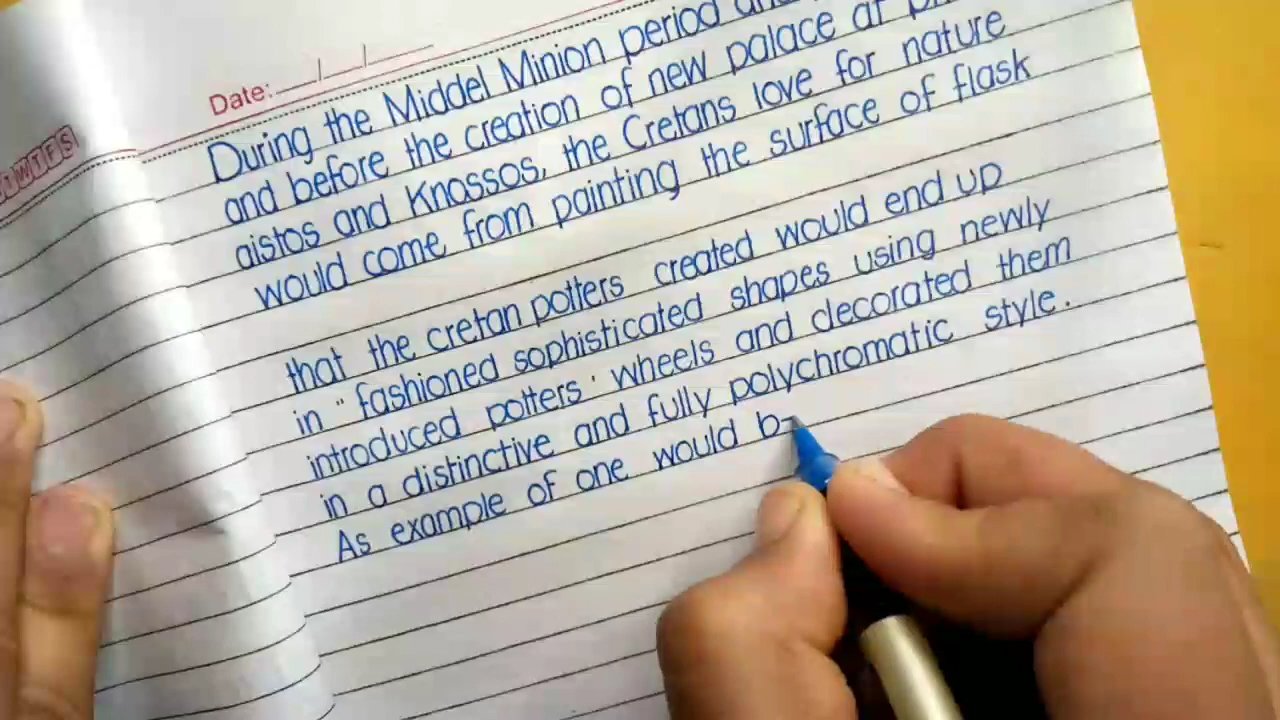 Date:
MTWTFS
During the Middel Minion period
and before the creation of new palace at
aistos and Knossos, the Cretans love for nature
would come from painting the surface of flask
that the cretan potters created would end up
in " fashioned sophisticated shapes using newly
introduced potters' wheels and decorated them
in a distinctive and fully polychromatic style.
As example of one would b